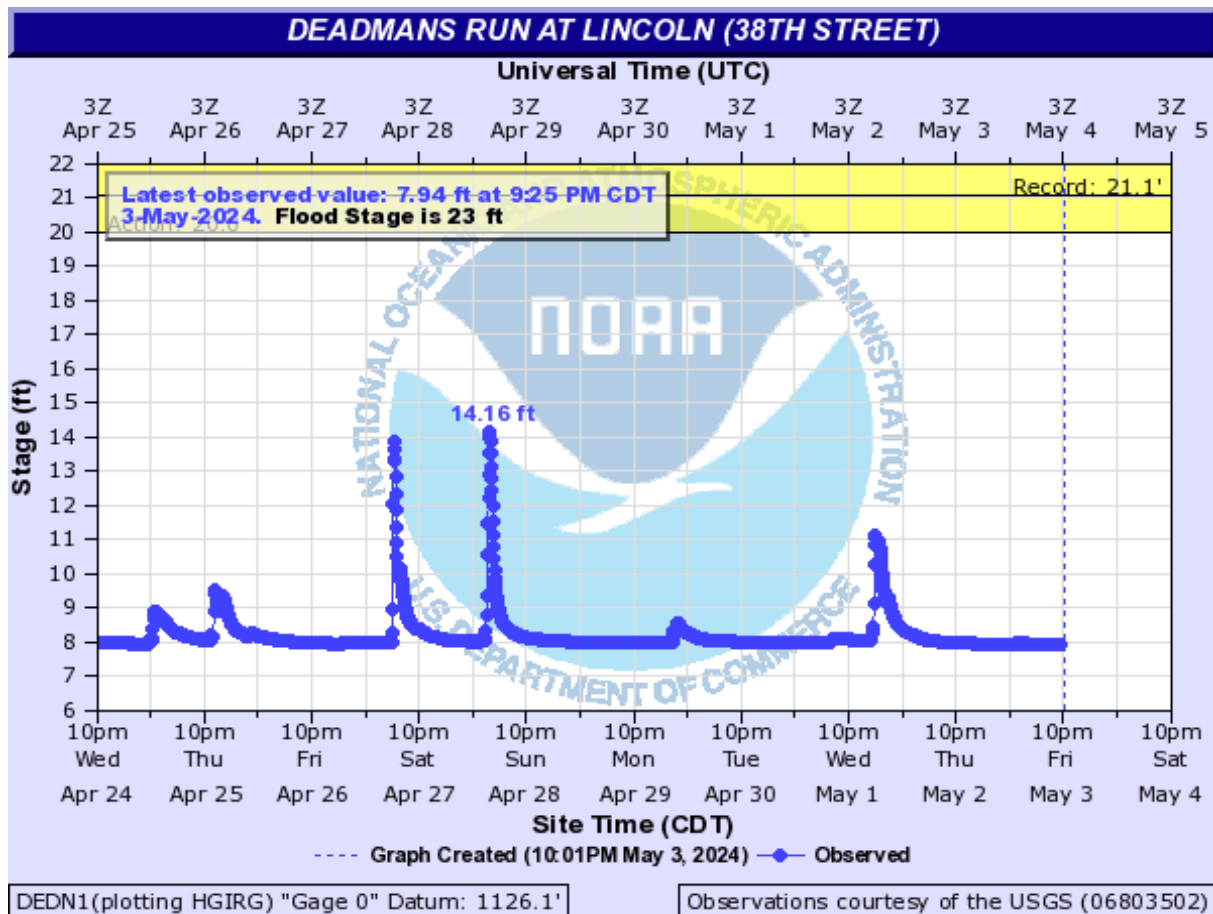 DEADMANS RUN AT LINCOLN (38TH STREET)
Universal Time (UTC)
3Z 3Z 3Z 3Z 3Z 3Z 3Z 3Z 3Z 3Z 3Z
Apr 25 Apr 26 Apr 27 Apr 28 Apr 29 Apr 30 May 1 May 2 May 3 May 4 May 5
22
Latest observed value: 7.94 ft at 9:25 PM CDT
3-May-2024. Flood Stage is 23 ft
Record: 21.1'
21
Action: 20.0
20
19
18
17
16
15
14
13
12
11
10
9
8
7
6
Stage (ft)
14.16 ft
NATIONAL OCEANIC AND ATMOSPHERIC ADMINISTRATION
NOAA
U.S. DEPARTMENT OF COMMERCE
10pm 10pm 10pm 10pm 10pm 10pm 10pm 10pm 10pm 10pm 10pm
Wed Thu Fri Sat Sun Mon Tue Wed Thu Fri Sat
Apr 24 Apr 25 Apr 26 Apr 27 Apr 28 Apr 29 Apr 30 May 1 May 2 May 3 May 4
Site Time (CDT)
Graph Created (10:01PM May 3, 2024) Observed
DEDN1(plotting HGIRG) "Gage 0" Datum: 1126.1'
Observations courtesy of the USGS (06803502)